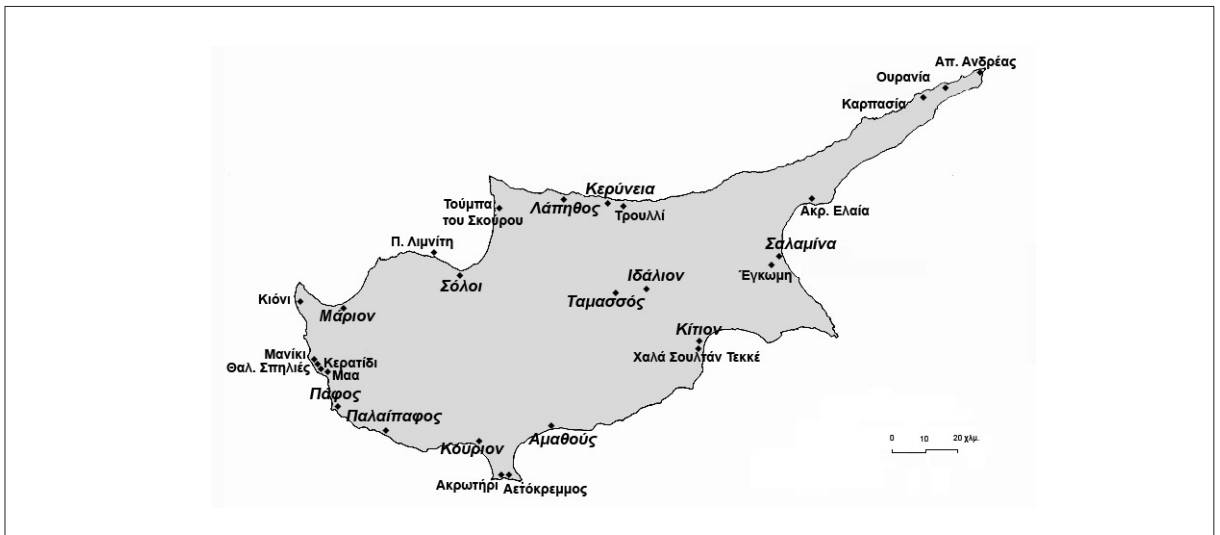 Απ. Ανδρέας
Ουρανία
Καρπασία
Κερύνεια
Τούμπα
του Σκούρου
Λάπηθος
Τρουλλί
Ακρ. Ελαία
Π. Λιμνίτη
Σαλαμίνα
Έγκωμη
Σόλοι
Ιδάλιον
Ταμασσός
Κιόνι
Μάριον
Κίτιον
Χαλά Σουλτάν Τεκκέ
Μανίκι
Κερατίδι
Θαλ. Σπηλιές
Μαα
Πάφος
Παλαίπαφος
Κούριον
Αμαθούς
0 10 20 χλμ.
Ακρωτήρι
Αετόκρεμμος